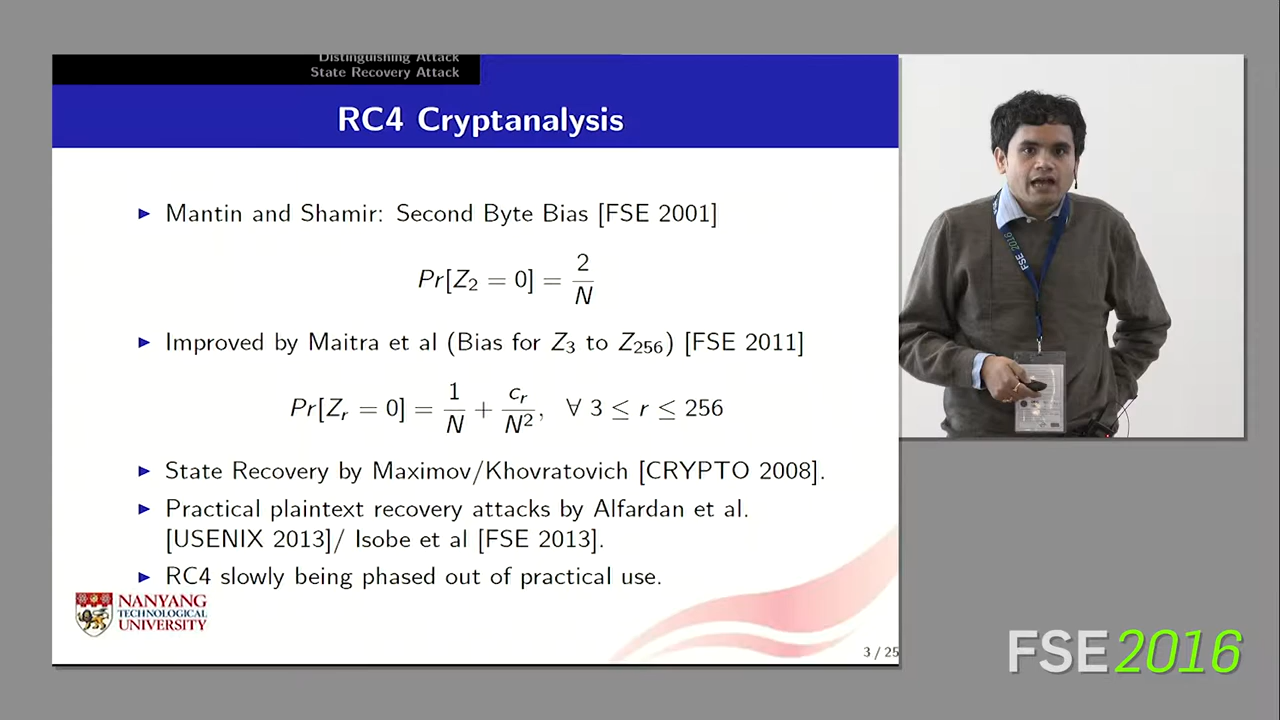 Distinguishing Attack
State Recovery Attack
RC4 Cryptanalysis
▶ Mantin and Shamir: Second Byte Bias [FSE 2001]
Pr[Z₂ = 0] = 2/N
▶ Improved by Maitra et al (Bias for Z₃ to Z₂₅₆) [FSE 2011]
Pr[Zᵣ = 0] = 1/N + cᵣ/N², ∀ 3 ≤ r ≤ 256
▶ State Recovery by Maximov/Khovratovich [CRYPTO 2008].
▶ Practical plaintext recovery attacks by Alfardan et al.
[USENIX 2013]/ Isobe et al [FSE 2013].
▶ RC4 slowly being phased out of practical use.
NANYANG
TECHNOLOGICAL
UNIVERSITY
3 / 25
FSE 2016
FSE 2016